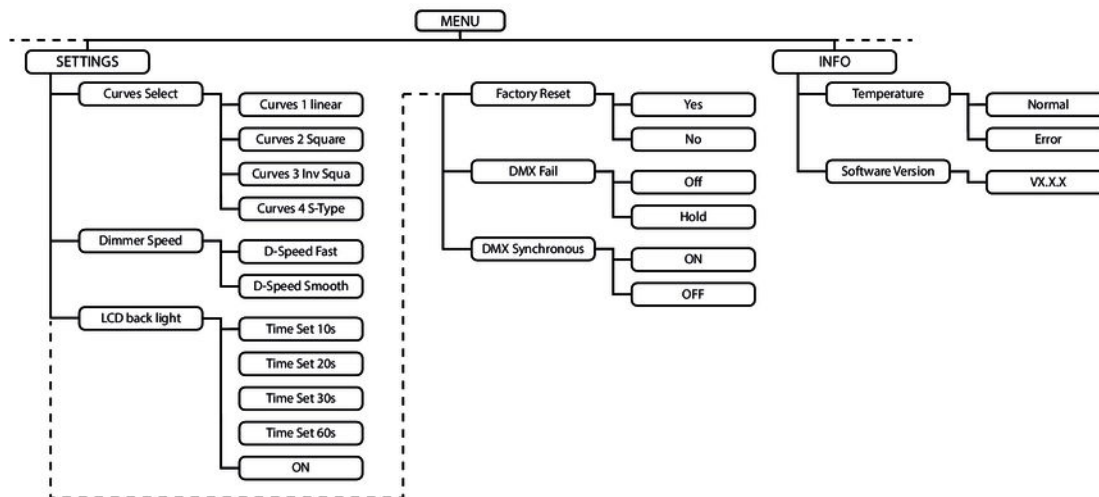 MENU
SETTINGS
Curves Select
Curves 1 linear
Curves 2 Square
Curves 3 Inv Squa
Curves 4 S-Type
Dimmer Speed
D-Speed Fast
D-Speed Smooth
LCD back light
Time Set 10s
Time Set 20s
Time Set 30s
Time Set 60s
ON
Factory Reset
Yes
No
DMX Fail
Off
Hold
DMX Synchronous
ON
OFF
INFO
Temperature
Normal
Error
Software Version
VX.X.X